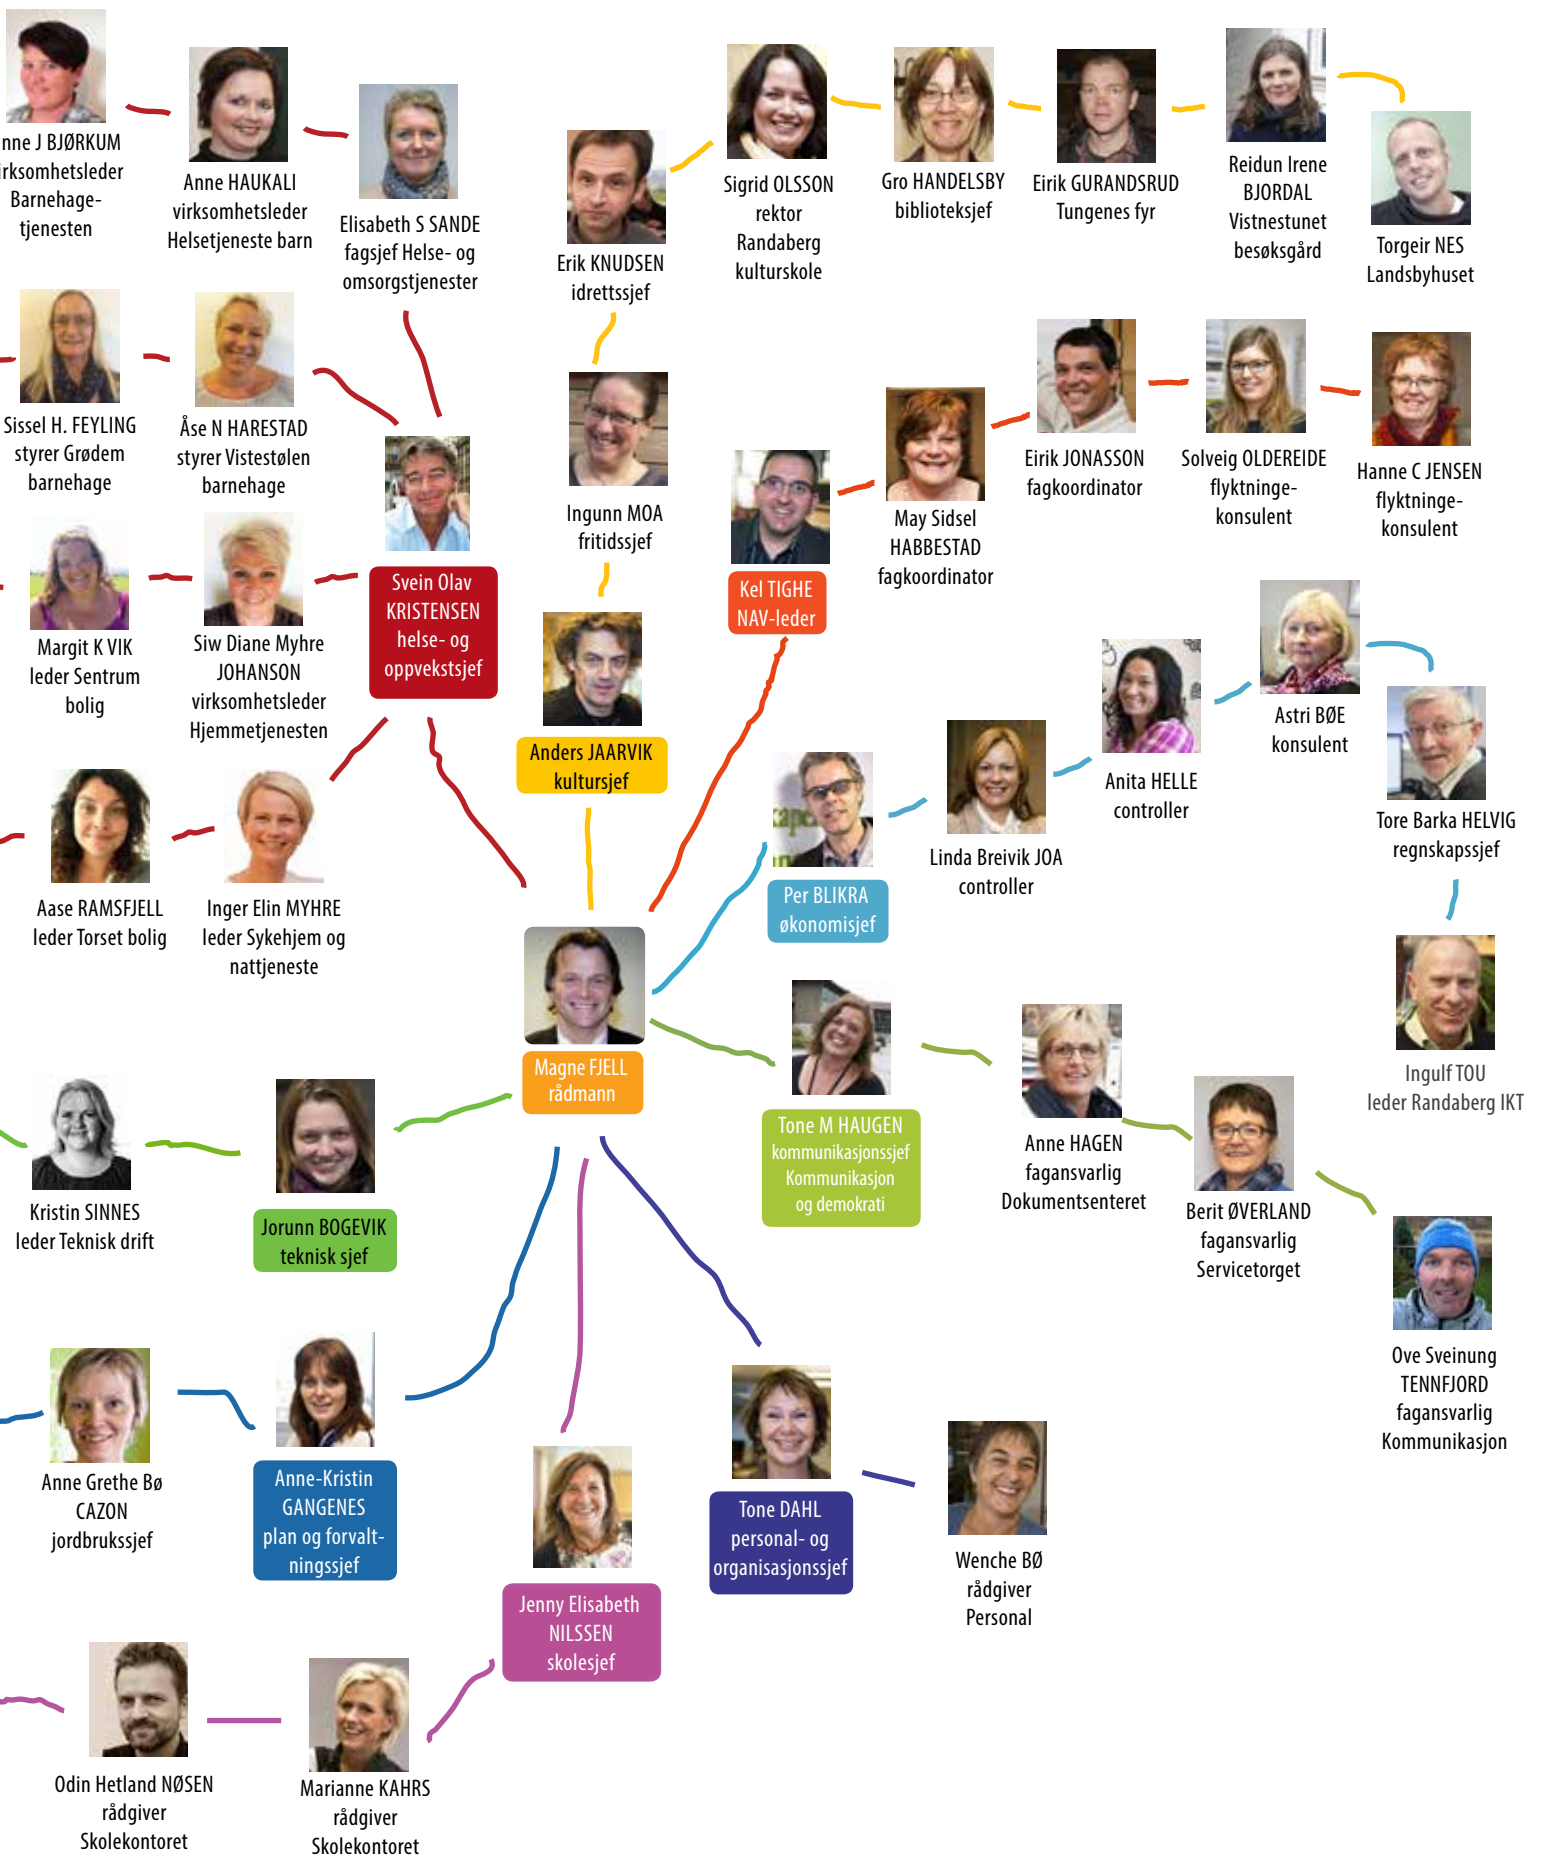 nne J BJØRKUM
irksomhetsleder
Barnehage-
tjenesten
Anne HAUKALI
virksomhetsleder
Helsetjeneste barn
Elisabeth S SANDE
fagsjef Helse- og
omsorgstjenester
Erik KNUDSEN
idrettssjef
Sigrid OLSSON
rektor
Randaberg
kulturskole
Gro HANDELSBY
biblioteksjef
Eirik GURANDSRUD
Tungenes fyr
Reidun Irene
BJORDAL
Vistnestunet
besøksgård
Torgeir NES
Landsbyhuset
Sissel H. FEYLING
styrer Grødem
barnehage
Åse N HARESTAD
styrer Vistestølen
barnehage
Ingunn MOA
fritidssjef
May Sidsel
HABBESTAD
fagkoordinator
Eirik JONASSON
fagkoordinator
Solveig OLDEREIDE
flyktninge-
konsulent
Hanne C JENSEN
flyktninge-
konsulent
Margit K VIK
leder Sentrum
bolig
Siw Diane Myhre
JOHANSON
virksomhetsleder
Hjemmetjenesten
Svein Olav
KRISTENSEN
helse- og
oppvekstsjef
Kel TIGHE
NAV-leder
Anders JAARVIK
kultursjef
Astri BØE
konsulent
Anita HELLE
controller
Tore Barka HELVIG
regnskapssjef
Linda Breivik JOA
controller
Per BLIKRA
økonomisjef
Aase RAMSFJELL
leder Torset bolig
Inger Elin MYHRE
leder Sykehjem og
nattjeneste
Magne FJELL
rådmann
Ingulf TOU
leder Randaberg IKT
Tone M HAUGEN
kommunikasjonssjef
Kommunikasjon
og demokrati
Anne HAGEN
fagansvarlig
Dokumentsenteret
Berit ØVERLAND
fagansvarlig
Servicetorget
Kristin SINNES
leder Teknisk drift
Jorunn BOGEVIK
teknisk sjef
Ove Sveinung
TENNFJORD
fagansvarlig
Kommunikasjon
Anne Grethe Bø
CAZON
jordbrukssjef
Anne-Kristin
GANGENES
plan og forvalt-
ningssjef
Tone DAHL
personal- og
organisasjonssjef
Wenche BØ
rådgiver
Personal
Jenny Elisabeth
NILSSEN
skolesjef
Odin Hetland NØSEN
rådgiver
Skolekontoret
Marianne KAHRS
rådgiver
Skolekontoret